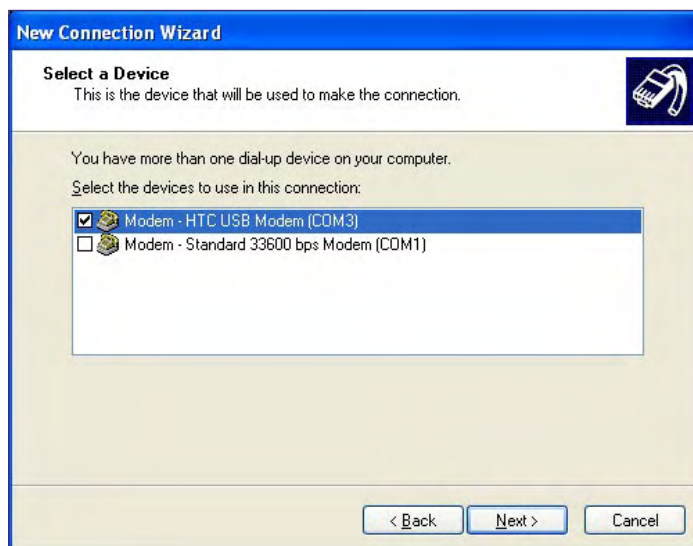 New Connection Wizard
Select a Device
This is the device that will be used to make the connection.
You have more than one dial-up device on your computer.
Select the devices to use in this connection:
Modem - HTC USB Modem (COM3)
Modem - Standard 33600 bps Modem (COM1)
< Back Next > Cancel